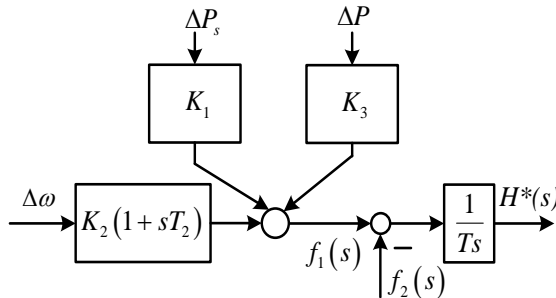 ΔP_s
ΔP
K_1
K_3
Δω
K_2(1+sT_2)
f_1(s)
−
f_2(s)
1
Ts
H*(s)